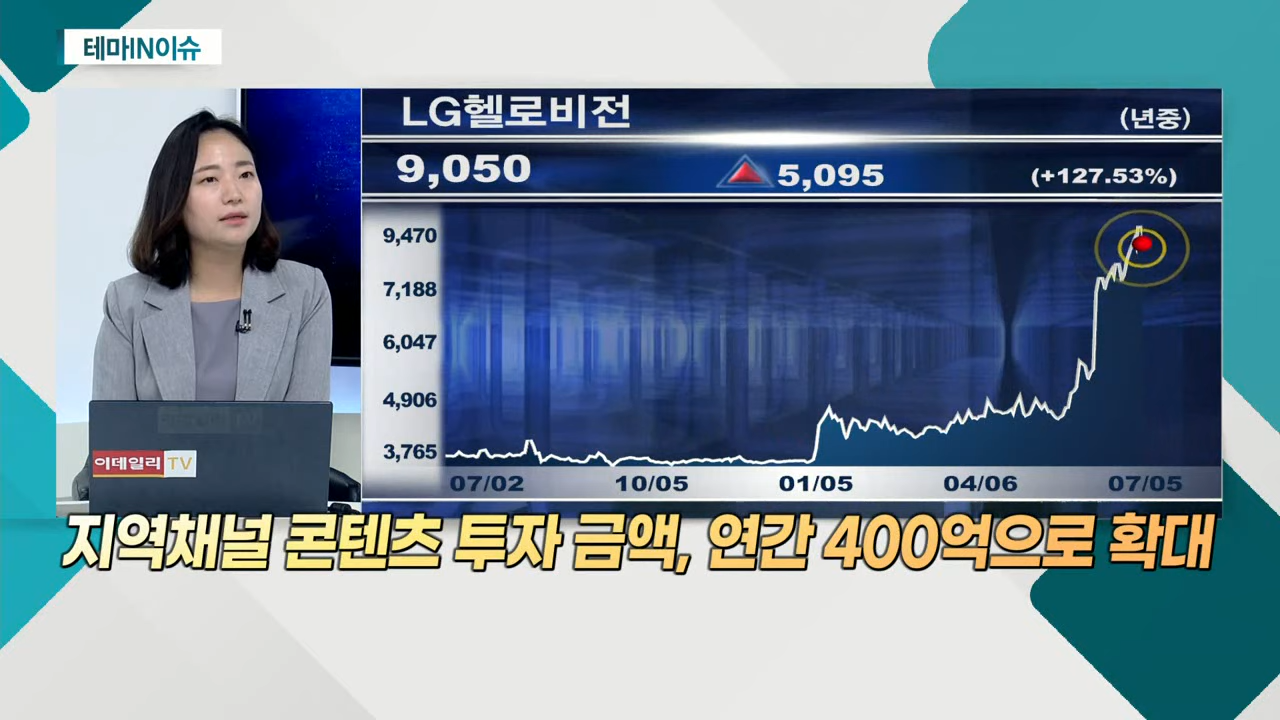 테마IN이슈
LG헬로비전
(년중)
9,050
5,095
(+127.53%)
9,470
7,188
6,047
4,906
3,765
07/02
10/05
01/05
04/06
07/05
이데일리 TV
지역채널 콘텐츠 투자 금액, 연간 400억으로 확대